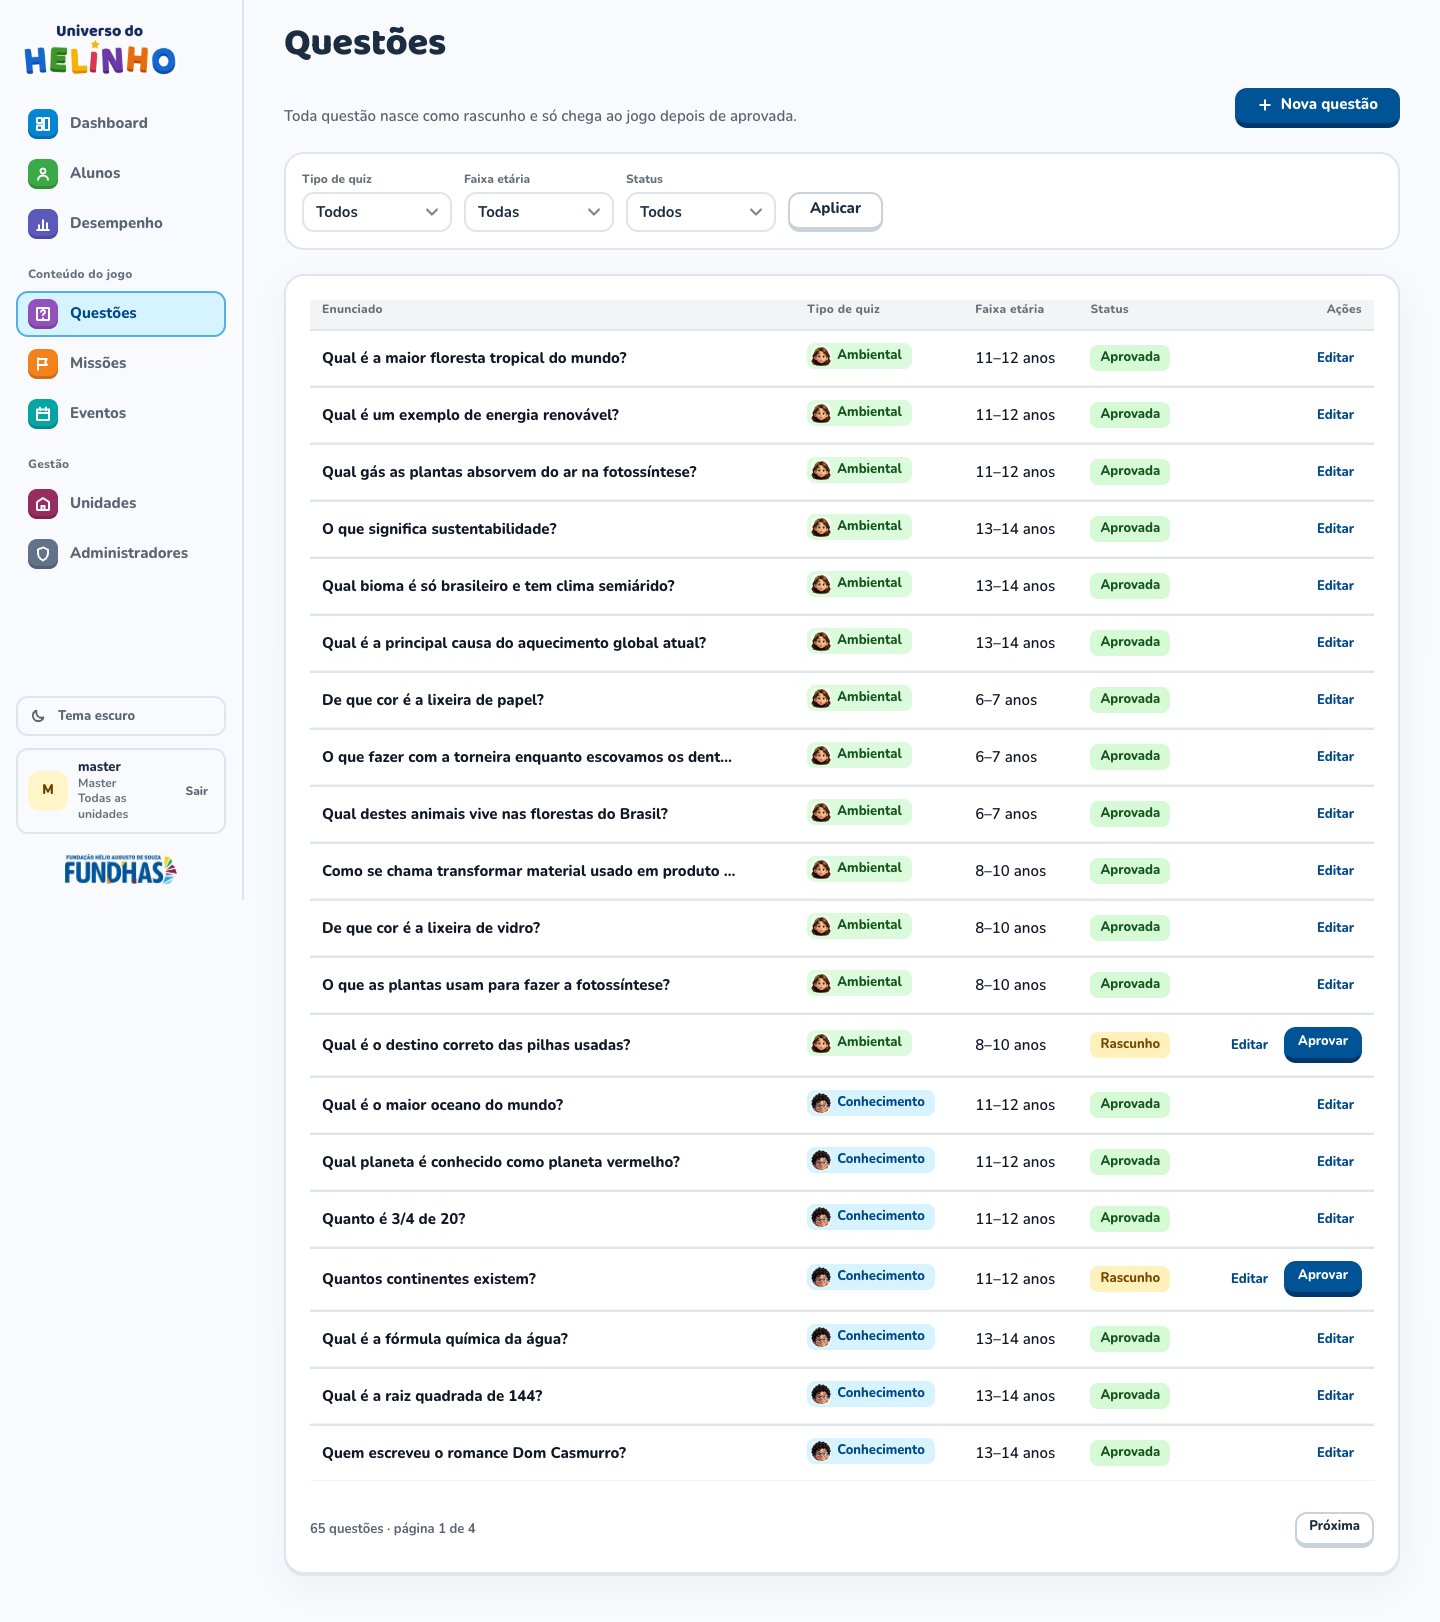 Universo do
HELINHO
Dashboard
Alunos
Desempenho
Conteúdo do jogo
Questões
Missões
Eventos
Gestão
Unidades
Administradores
Tema escuro
M
master
Master
Todas as
unidades
Sair
FUNDAÇÃO HÉLIO AUGUSTO DE SOUZA
FUNDHAS
Questões
Toda questão nasce como rascunho e só chega ao jogo depois de aprovada.
Nova questão
Tipo de quiz Faixa etária Status
Todos Todas Todos Aplicar
Enunciado Tipo de quiz Faixa etária Status Ações
Qual é a maior floresta tropical do mundo? Ambiental 11–12 anos Aprovada Editar
Qual é um exemplo de energia renovável? Ambiental 11–12 anos Aprovada Editar
Qual gás as plantas absorvem do ar na fotossíntese? Ambiental 11–12 anos Aprovada Editar
O que significa sustentabilidade? Ambiental 13–14 anos Aprovada Editar
Qual bioma é só brasileiro e tem clima semiárido? Ambiental 13–14 anos Aprovada Editar
Qual é a principal causa do aquecimento global atual? Ambiental 13–14 anos Aprovada Editar
De que cor é a lixeira de papel? Ambiental 6–7 anos Aprovada Editar
O que fazer com a torneira enquanto escovamos os dent... Ambiental 6–7 anos Aprovada Editar
Qual destes animais vive nas florestas do Brasil? Ambiental 6–7 anos Aprovada Editar
Como se chama transformar material usado em produto ... Ambiental 8–10 anos Aprovada Editar
De que cor é a lixeira de vidro? Ambiental 8–10 anos Aprovada Editar
O que as plantas usam para fazer a fotossíntese? Ambiental 8–10 anos Aprovada Editar
Qual é o destino correto das pilhas usadas? Ambiental 8–10 anos Rascunho Editar Aprovar
Qual é o maior oceano do mundo? Conhecimento 11–12 anos Aprovada Editar
Qual planeta é conhecido como planeta vermelho? Conhecimento 11–12 anos Aprovada Editar
Quanto é 3/4 de 20? Conhecimento 11–12 anos Aprovada Editar
Quantos continentes existem? Conhecimento 11–12 anos Rascunho Editar Aprovar
Qual é a fórmula química da água? Conhecimento 13–14 anos Aprovada Editar
Qual é a raiz quadrada de 144? Conhecimento 13–14 anos Aprovada Editar
Quem escreveu o romance Dom Casmurro? Conhecimento 13–14 anos Aprovada Editar
65 questões · página 1 de 4 Próxima